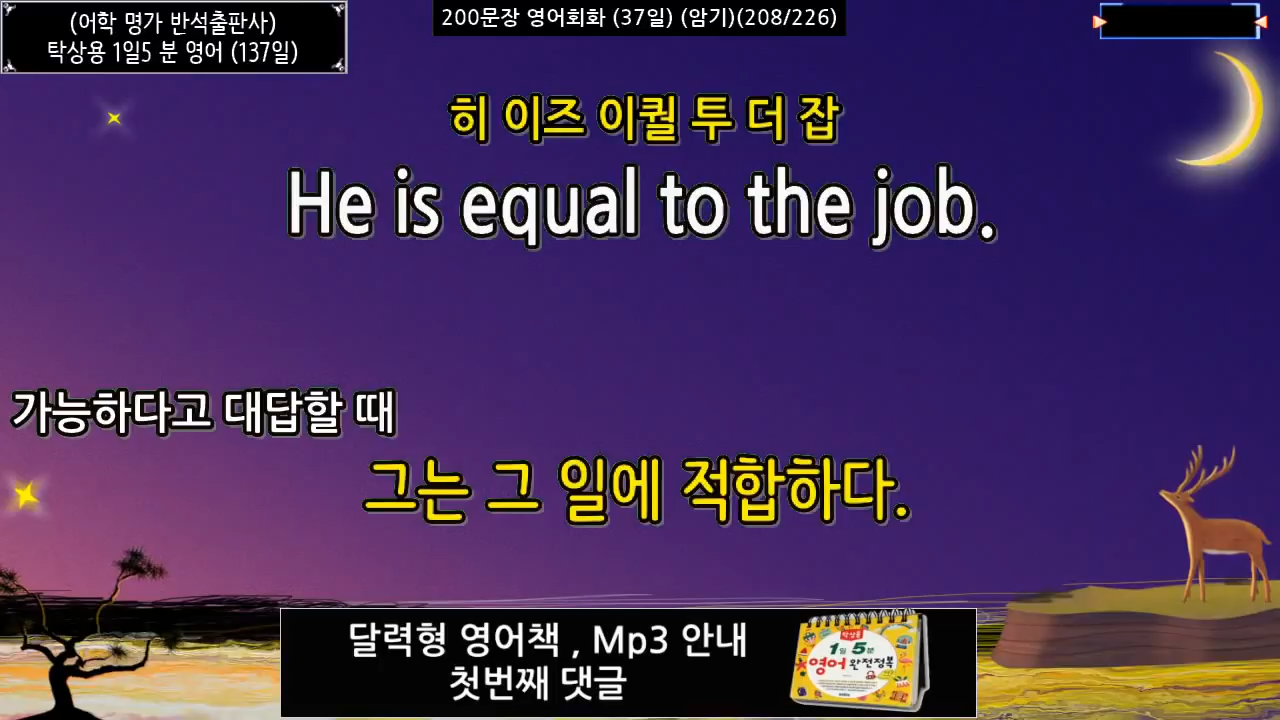 (어학 명가 반석출판사)
탁상용 1일5 분 영어 (137일)
200문장 영어회화 (37일) (암기)(208/226)
히 이즈 이퀄 투 더 잡
He is equal to the job.
가능하다고 대답할 때
그는 그 일에 적합하다.
달력형 영어책 , Mp3 안내
첫번째 댓글
탁상용
1일 5분
영어 완전정복